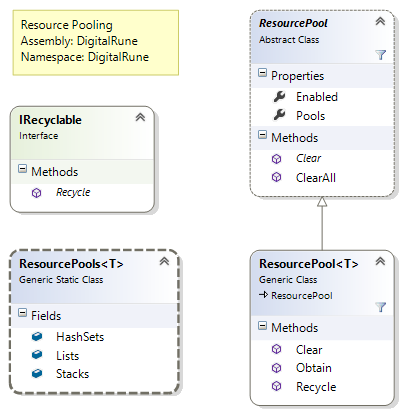 Resource Pooling
Assembly: DigitalRune
Namespace: DigitalRune
ResourcePool
Abstract Class
Properties
Enabled
Pools
Methods
Clear
ClearAll
IRecyclable
Interface
Methods
Recycle
ResourcePools<T>
Generic Static Class
Fields
HashSets
Lists
Stacks
ResourcePool<T>
Generic Class
ResourcePool
Methods
Clear
Obtain
Recycle